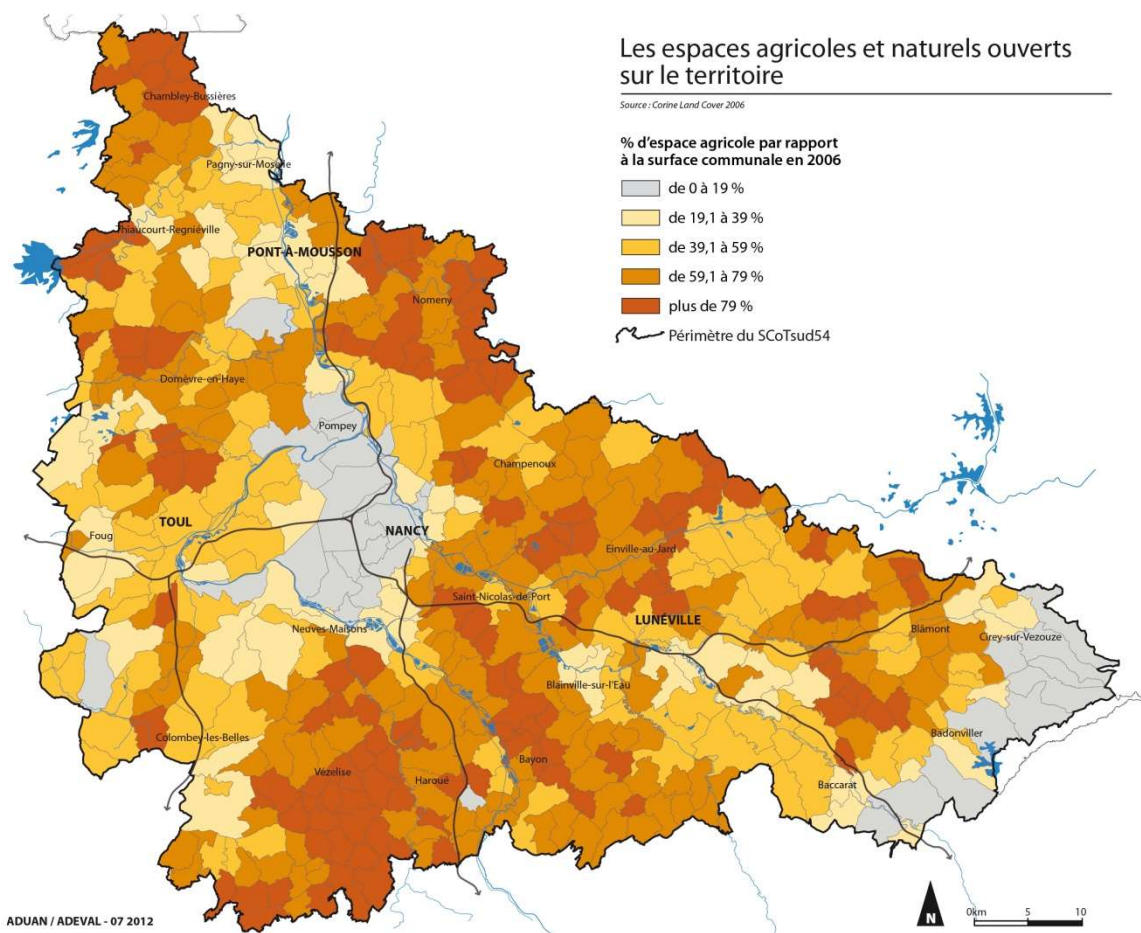 Les espaces agricoles et naturels ouverts
sur le territoire
Source : Corine Land Cover 2006
% d'espace agricole par rapport
à la surface communale en 2006
de 0 à 19 %
de 19,1 à 39 %
de 39,1 à 59 %
de 59,1 à 79 %
plus de 79 %
Périmètre du SCoTsud54
Chambley-Bussières
Pagny-sur-Moselle
Thiaucourt-Regniéville
PONT-À-MOUSSON
Nomeny
Domèvre-en-Haye
Pompey
Champenoux
TOUL
Foug
NANCY
Einville-au-Jard
Saint-Nicolas-de-Port
LUNÉVILLE
Neuves-Maisons
Blâmont
Cirey-sur-Vezouze
Blainville-sur-l'Eau
Colombey-les-Belles
Badonviller
Bayon
Vézelise
Haroué
Baccarat
ADUAN / ADEVAL - 07 2012
N
0km 5 10